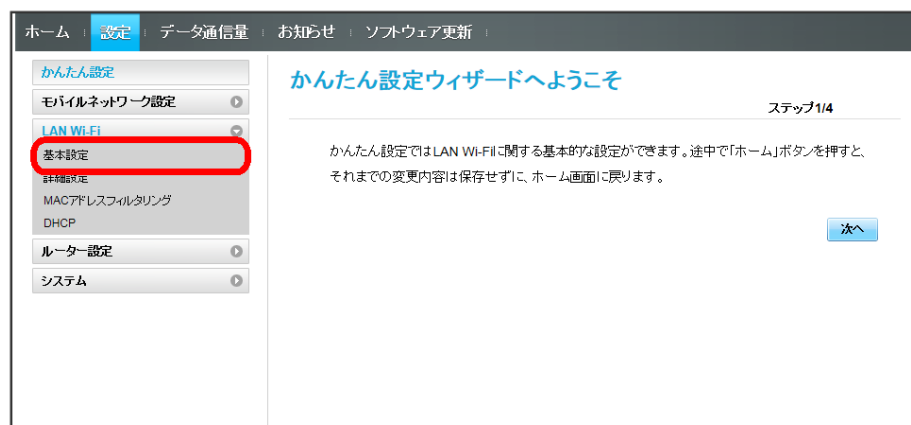 ホーム 設定 データ通信量 お知らせ ソフトウェア更新
かんたん設定
モバイルネットワーク設定
LAN Wi-Fi
基本設定
詳細設定
MACアドレスフィルタリング
DHCP
ルーター設定
システム
かんたん設定ウィザードへようこそ
ステップ1/4
かんたん設定ではLAN Wi-Fiに関する基本的な設定ができます。途中で「ホーム」ボタンを押すと、
それまでの変更内容は保存せずに、ホーム画面に戻ります。
次へ